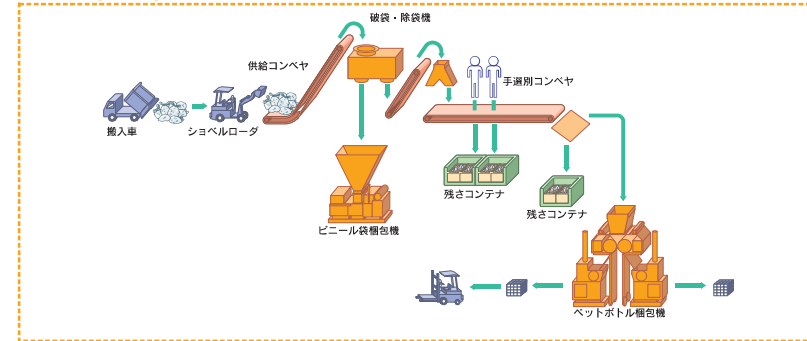 破袋・除袋機
供給コンベヤ
手選別コンベヤ
搬入車
ショベルローダ
残さコンテナ
残さコンテナ
ビニール袋梱包機
ペットボトル梱包機